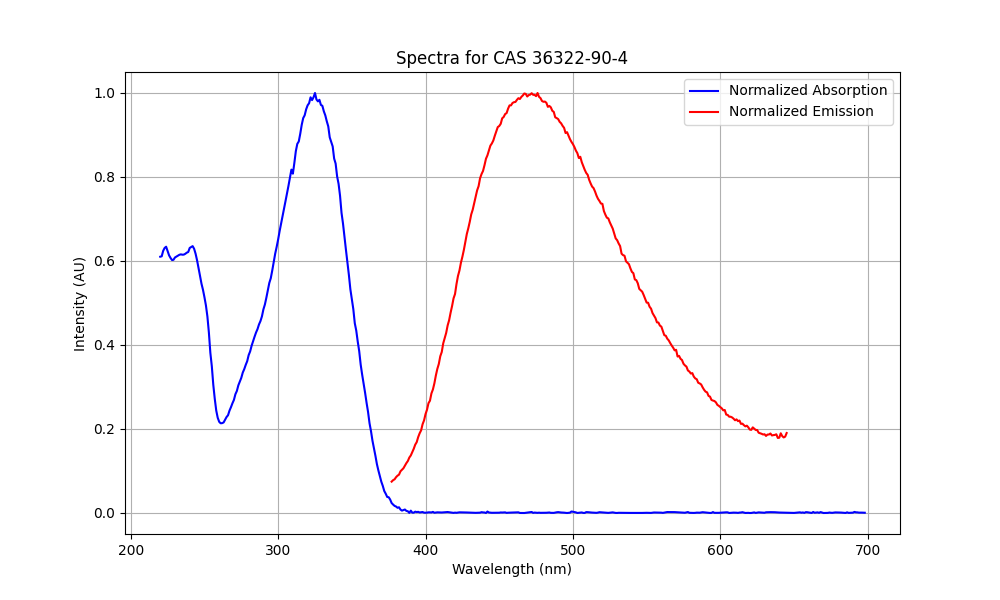 Spectra for CAS 36322-90-4
Normalized Absorption
Normalized Emission
Intensity (AU)
1.0
0.8
0.6
0.4
0.2
0.0
200 300 400 500 600 700
Wavelength (nm)